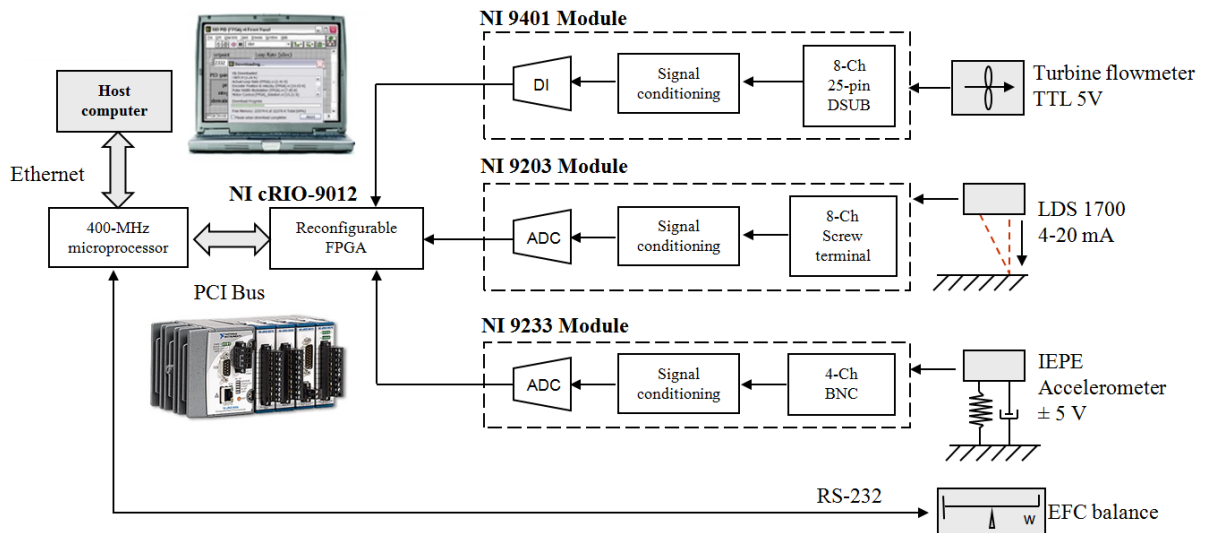 NI 9401 Module
DI
Signal
conditioning
8-Ch
25-pin
DSUB
Turbine flowmeter
TTL 5V
Host
computer
Ethernet
NI cRIO-9012
400-MHz
microprocessor
Reconfigurable
FPGA
PCI Bus
NI 9203 Module
ADC
Signal
conditioning
8-Ch
Screw
terminal
LDS 1700
4-20 mA
NI 9233 Module
ADC
Signal
conditioning
4-Ch
BNC
IEPE
Accelerometer
± 5 V
RS-232
W
EFC balance